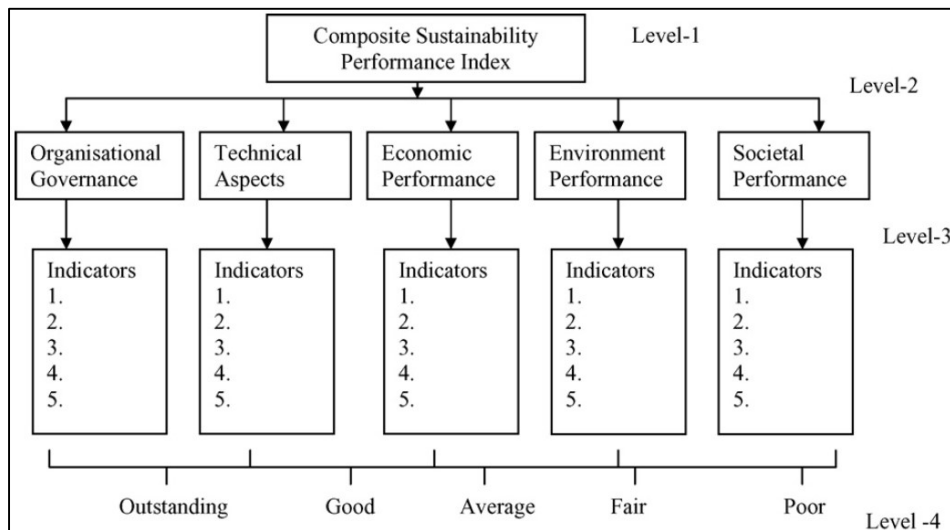 Composite Sustainability
Performance Index
Level-1
Level-2
Organisational
Governance
Technical
Aspects
Economic
Performance
Environment
Performance
Societal
Performance
Level-3
Indicators
1.
2.
3.
4.
5.
Indicators
1.
2.
3.
4.
5.
Indicators
1.
2.
3.
4.
5.
Indicators
1.
2.
3.
4.
5.
Indicators
1.
2.
3.
4.
5.
Outstanding
Good
Average
Fair
Poor
Level -4